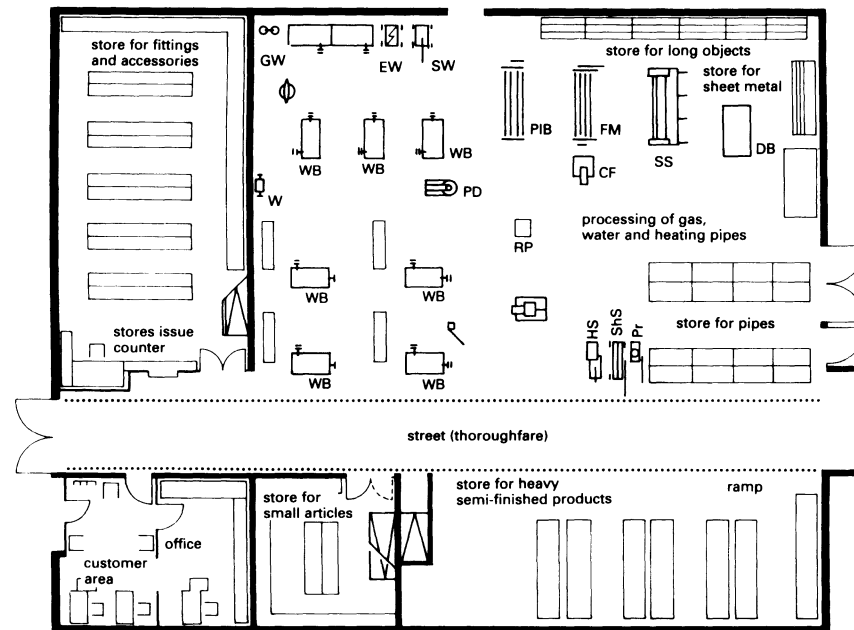 store for fittings
and accessories
GW
EW
SW
store for long objects
store for
sheet metal
PIB
FM
SS
DB
WB
WB
WB
CF
W
PD
processing of gas,
water and heating pipes
RP
WB
WB
stores issue
counter
HS
ShS
Pr
store for pipes
WB
WB
street (thoroughfare)
store for
small articles
store for heavy
semi-finished products
ramp
office
customer
area